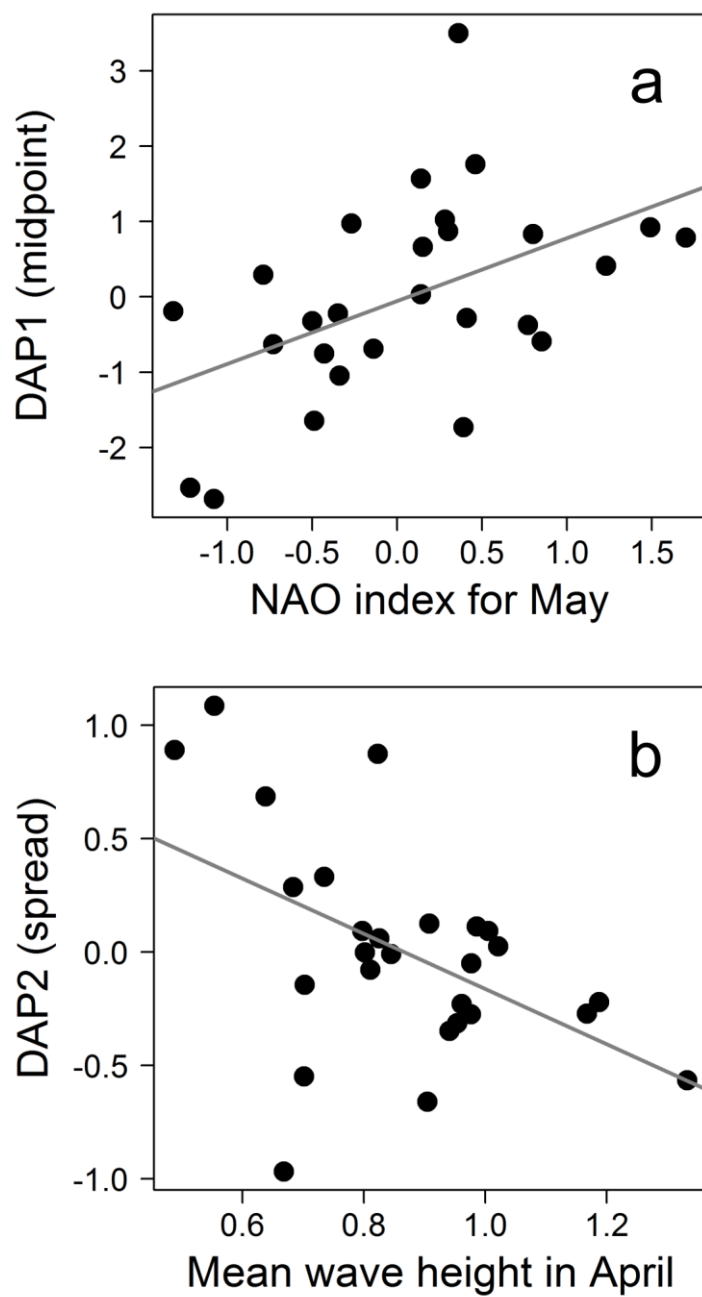 a
DAP1 (midpoint)
3
2
1
0
-1
-2
-1.0 -0.5 0.0 0.5 1.0 1.5
NAO index for May
b
DAP2 (spread)
1.0
0.5
0.0
-0.5
-1.0
0.6 0.8 1.0 1.2
Mean wave height in April